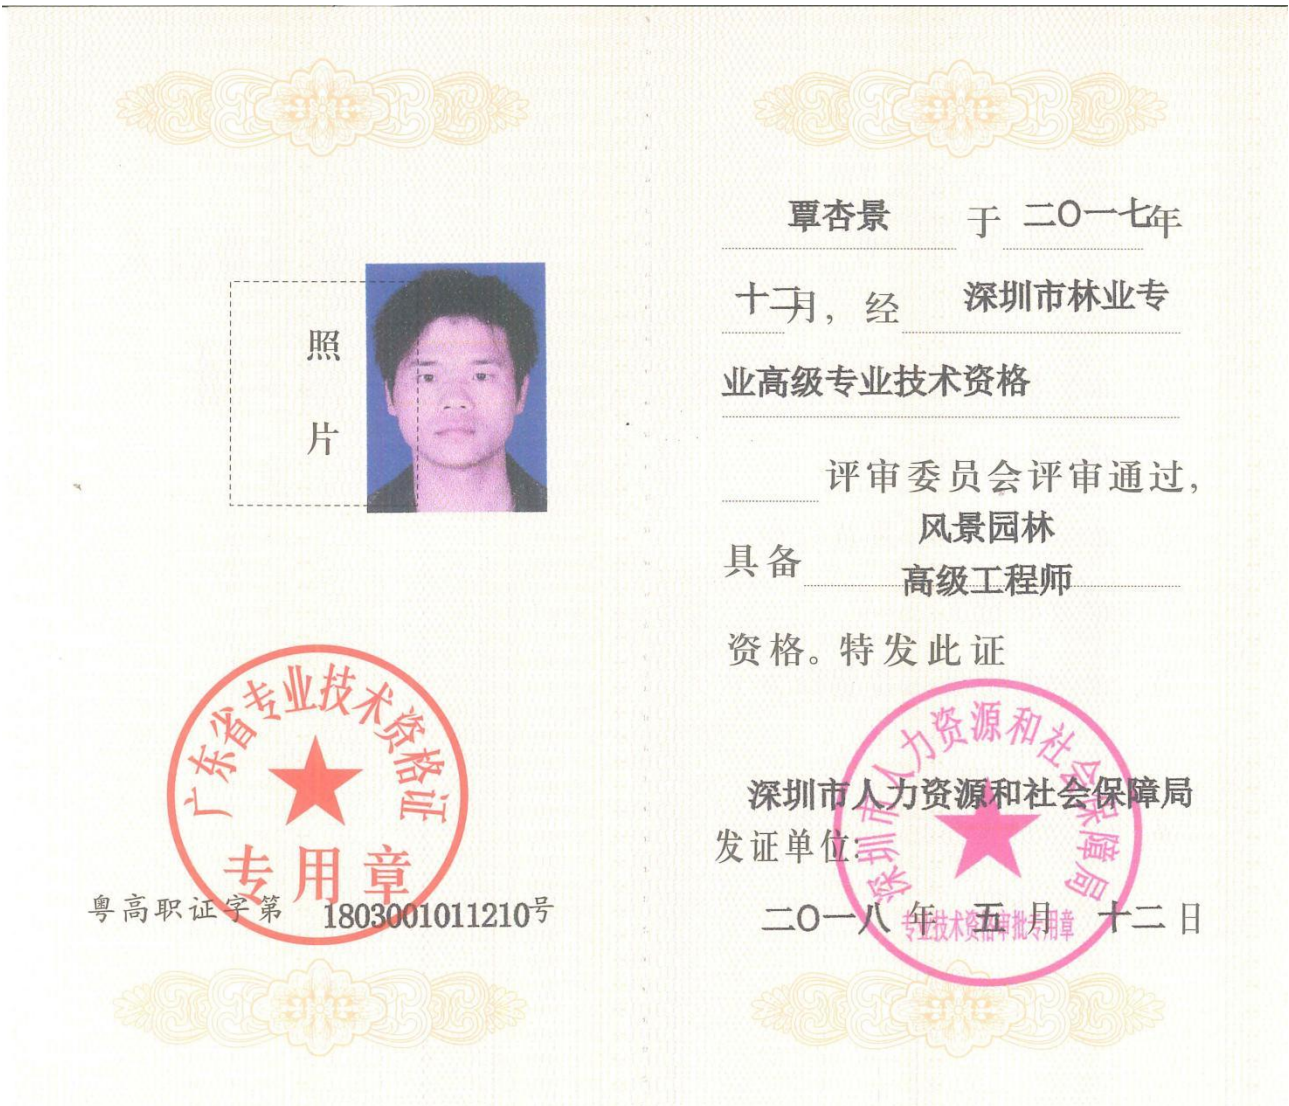 照
片
广东省专业技术资格证
专用章
粤高职证字第 1803001011210号
覃杏景 于 二〇一七年
十二月，经 深圳市林业专
业高级专业技术资格
评审委员会评审通过，
风景园林
具备
高级工程师
资格。特发此证
深圳市人力资源和社会保障局
深圳市人力资源和社会保障局
发证单位:
二〇一八年 五月 十二日
专业技术资格审批专用章